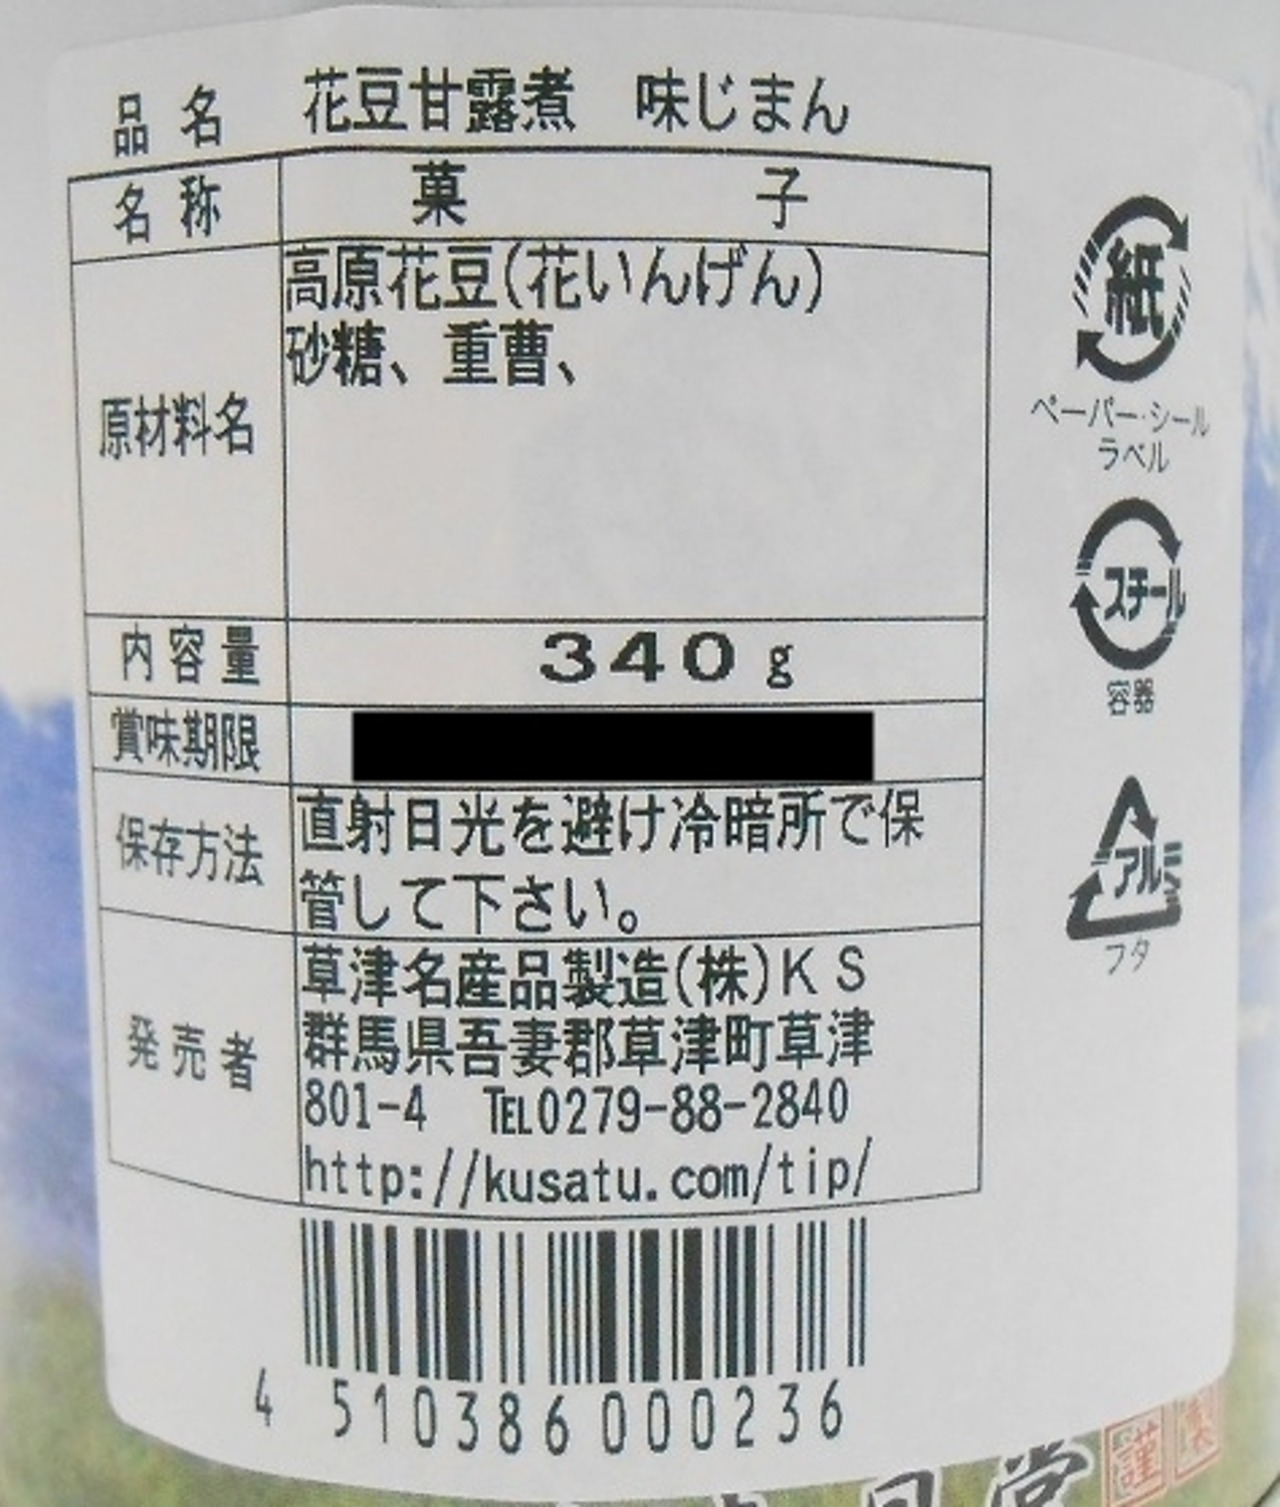 品名 花豆甘露煮 味じまん
名称 菓子
原材料名 高原花豆(花いんげん)
砂糖、重曹、
内容量 340g
賞味期限
保存方法 直射日光を避け冷暗所で保
管して下さい。
発売者 草津名産品製造(株)KS
群馬県吾妻郡草津町草津
801-4 TEL0279-88-2840
http://kusatu.com/tip/
4 510386 000236
紙
ペーパー・シール
ラベル
スチール
容器
アルミ
フタ
謹製